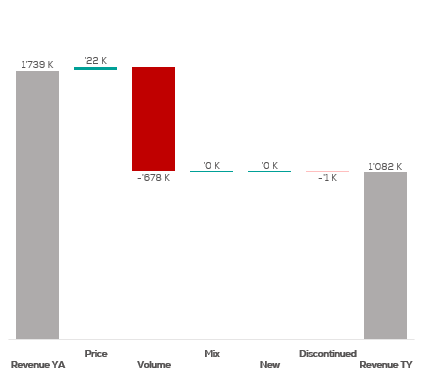 1'739 K
'22 K
-'678 K
'0 K
'0 K
-'1 K
1'082 K
Revenue YA
Price
Volume
Mix
New
Discontinued
Revenue TY